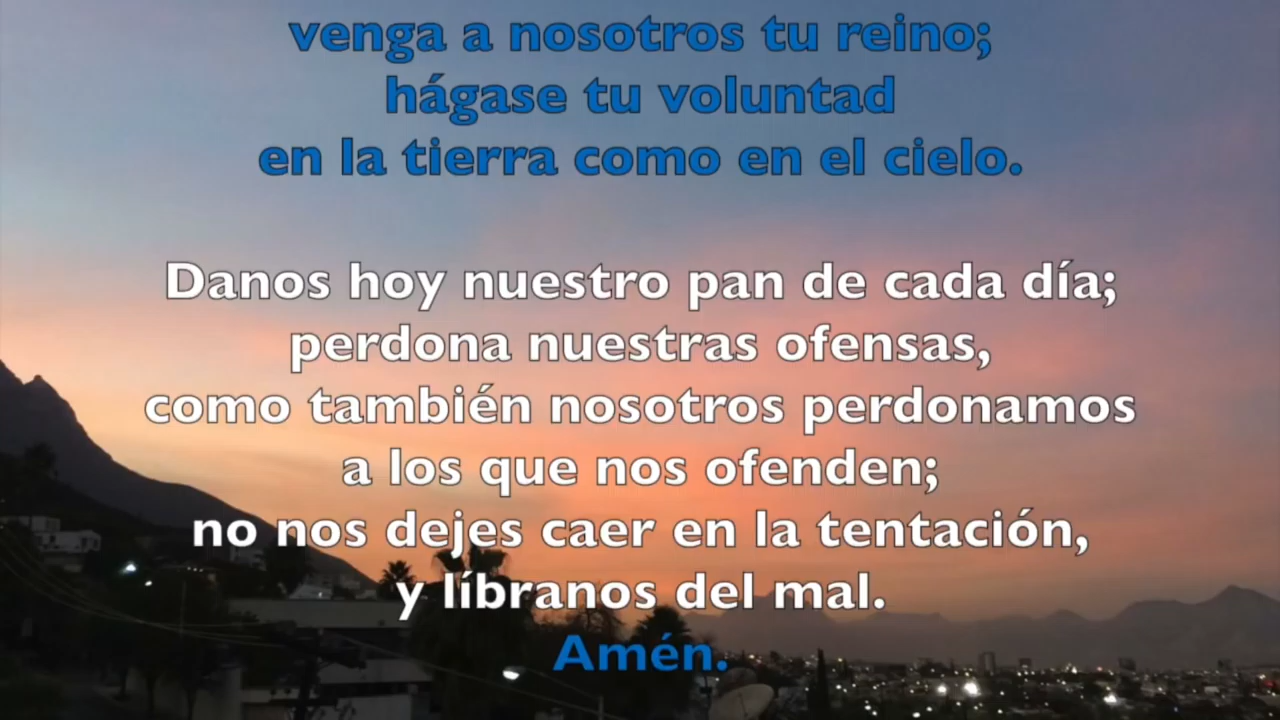 venga a nosotros tu reino;
hágase tu voluntad
en la tierra como en el cielo.
Danos hoy nuestro pan de cada día;
perdona nuestras ofensas,
como también nosotros perdonamos
a los que nos ofenden;
no nos dejes caer en la tentación,
y líbranos del mal.
Amén.